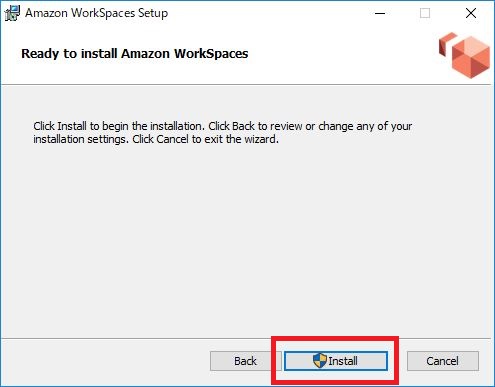 Amazon WorkSpaces Setup
Ready to install Amazon WorkSpaces
Click Install to begin the installation. Click Back to review or change any of your
installation settings. Click Cancel to exit the wizard.
Back Install Cancel